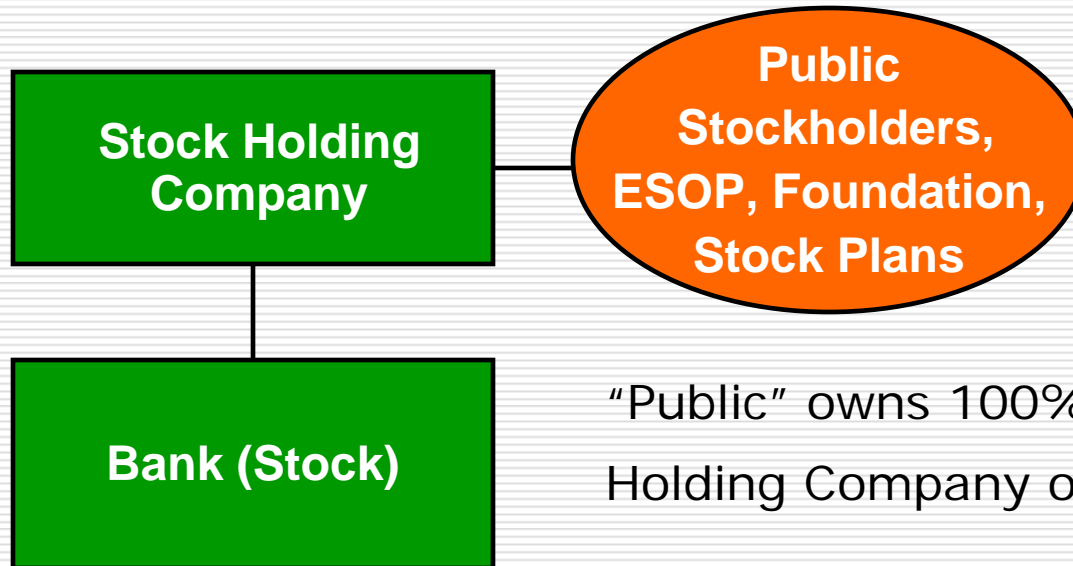 Stock Holding
Company
Public
Stockholders,
ESOP, Foundation,
Stock Plans
Bank (Stock)
“Public” owns 100%
Holding Company